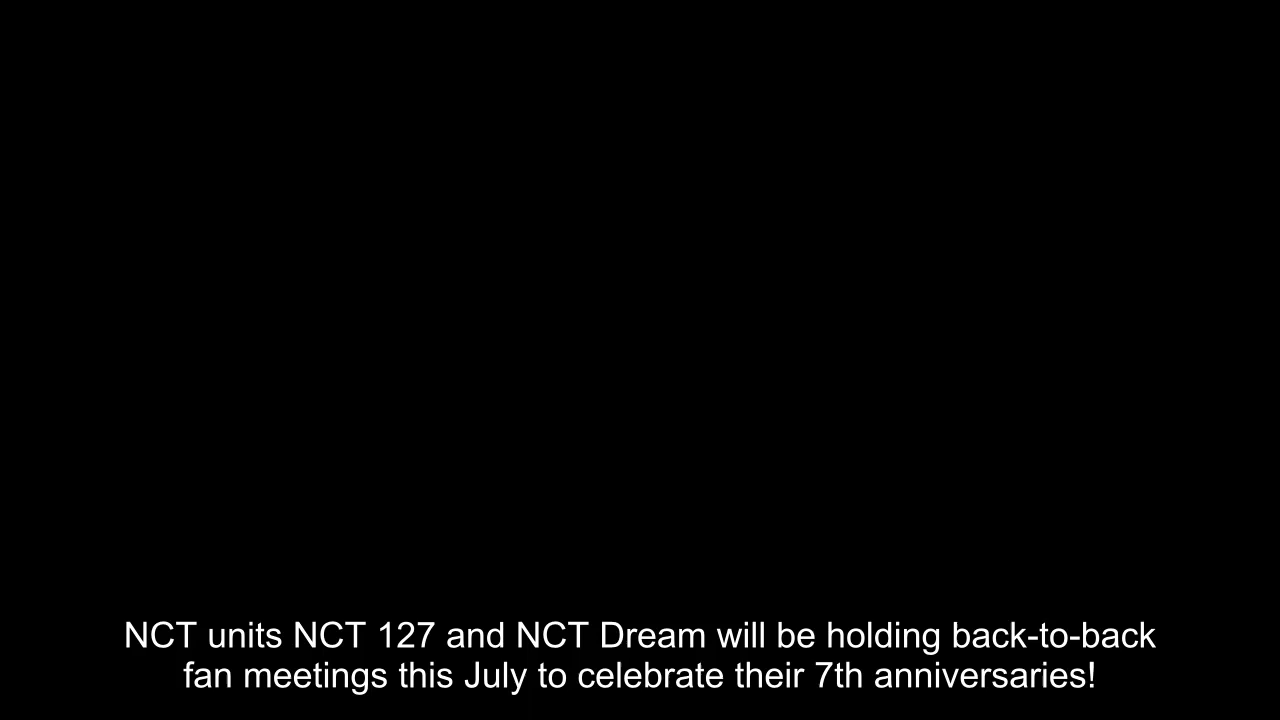 NCT units NCT 127 and NCT Dream will be holding back-to-back
fan meetings this July to celebrate their 7th anniversaries!